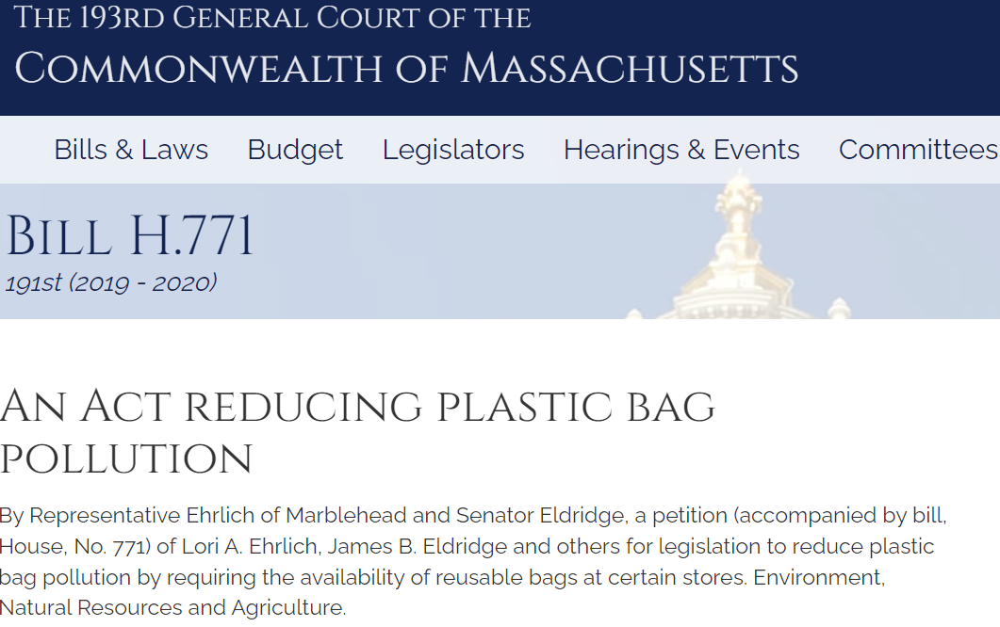 The 193rd General Court of the
Commonwealth of Massachusetts
Bills & Laws Budget Legislators Hearings & Events Committees
Bill H.771
191st (2019 - 2020)
An Act reducing plastic bag
pollution
By Representative Ehrlich of Marblehead and Senator Eldridge, a petition (accompanied by bill,
House, No. 771) of Lori A. Ehrlich, James B. Eldridge and others for legislation to reduce plastic
bag pollution by requiring the availability of reusable bags at certain stores. Environment,
Natural Resources and Agriculture.